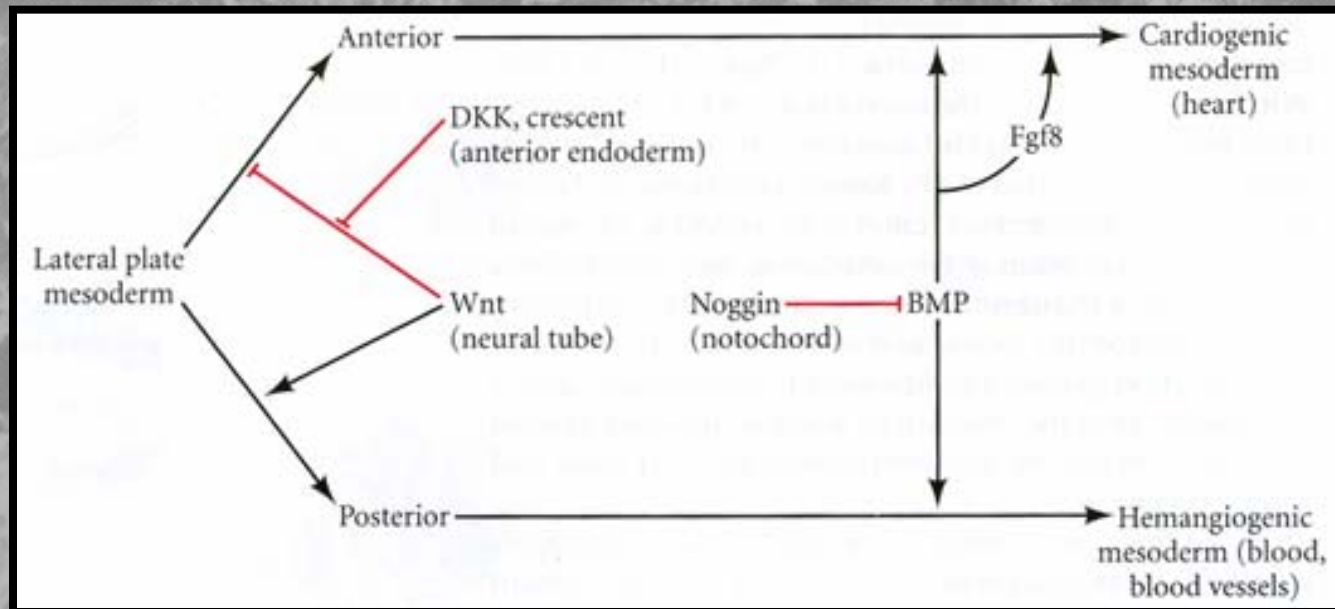 Anterior
Cardiogenic
mesoderm
(heart)
DKK, crescent
(anterior endoderm)
Fgf8
Lateral plate
mesoderm
Wnt
(neural tube)
Noggin
(notochord)
BMP
Posterior
Hemangiogenic
mesoderm (blood,
blood vessels)